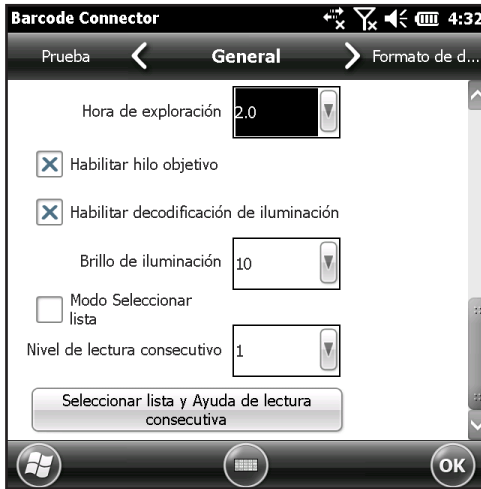 Barcode Connector 4:32
Prueba General Formato de d...
Hora de exploración 2.0
Habilitar hilo objetivo
Habilitar decodificación de iluminación
Brillo de iluminación 10
Modo Seleccionar
lista
Nivel de lectura consecutivo 1
Seleccionar lista y Ayuda de lectura
consecutiva
OK